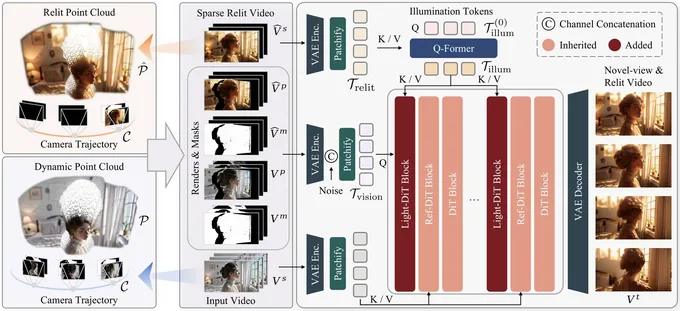 Relit Point Cloud
P̂
Camera Trajectory C
Dynamic Point Cloud
P
Camera Trajectory
C
Sparse Relit Video
V̂ˢ
Renders & Masks
V̂ᵖ
V̂ᵐ
Vᵖ
Vᵐ
Vˢ
Input Video
VAE Enc.
Patchify
T_relit
K / V
Illumination Tokens
Q
T_illum^(0)
Q-Former
T_illum
K / V
K / V
C Channel Concatenation
Inherited
Added
VAE Enc.
C
Noise
Patchify
T_vision
Q
Light-DiT Block
Ref-DiT Block
DiT Block
...
Light-DiT Block
Ref-DiT Block
DiT Block
VAE Decoder
Novel-view &
Relit Video
Vᵗ
VAE Enc.
Patchify
K / V
K / V